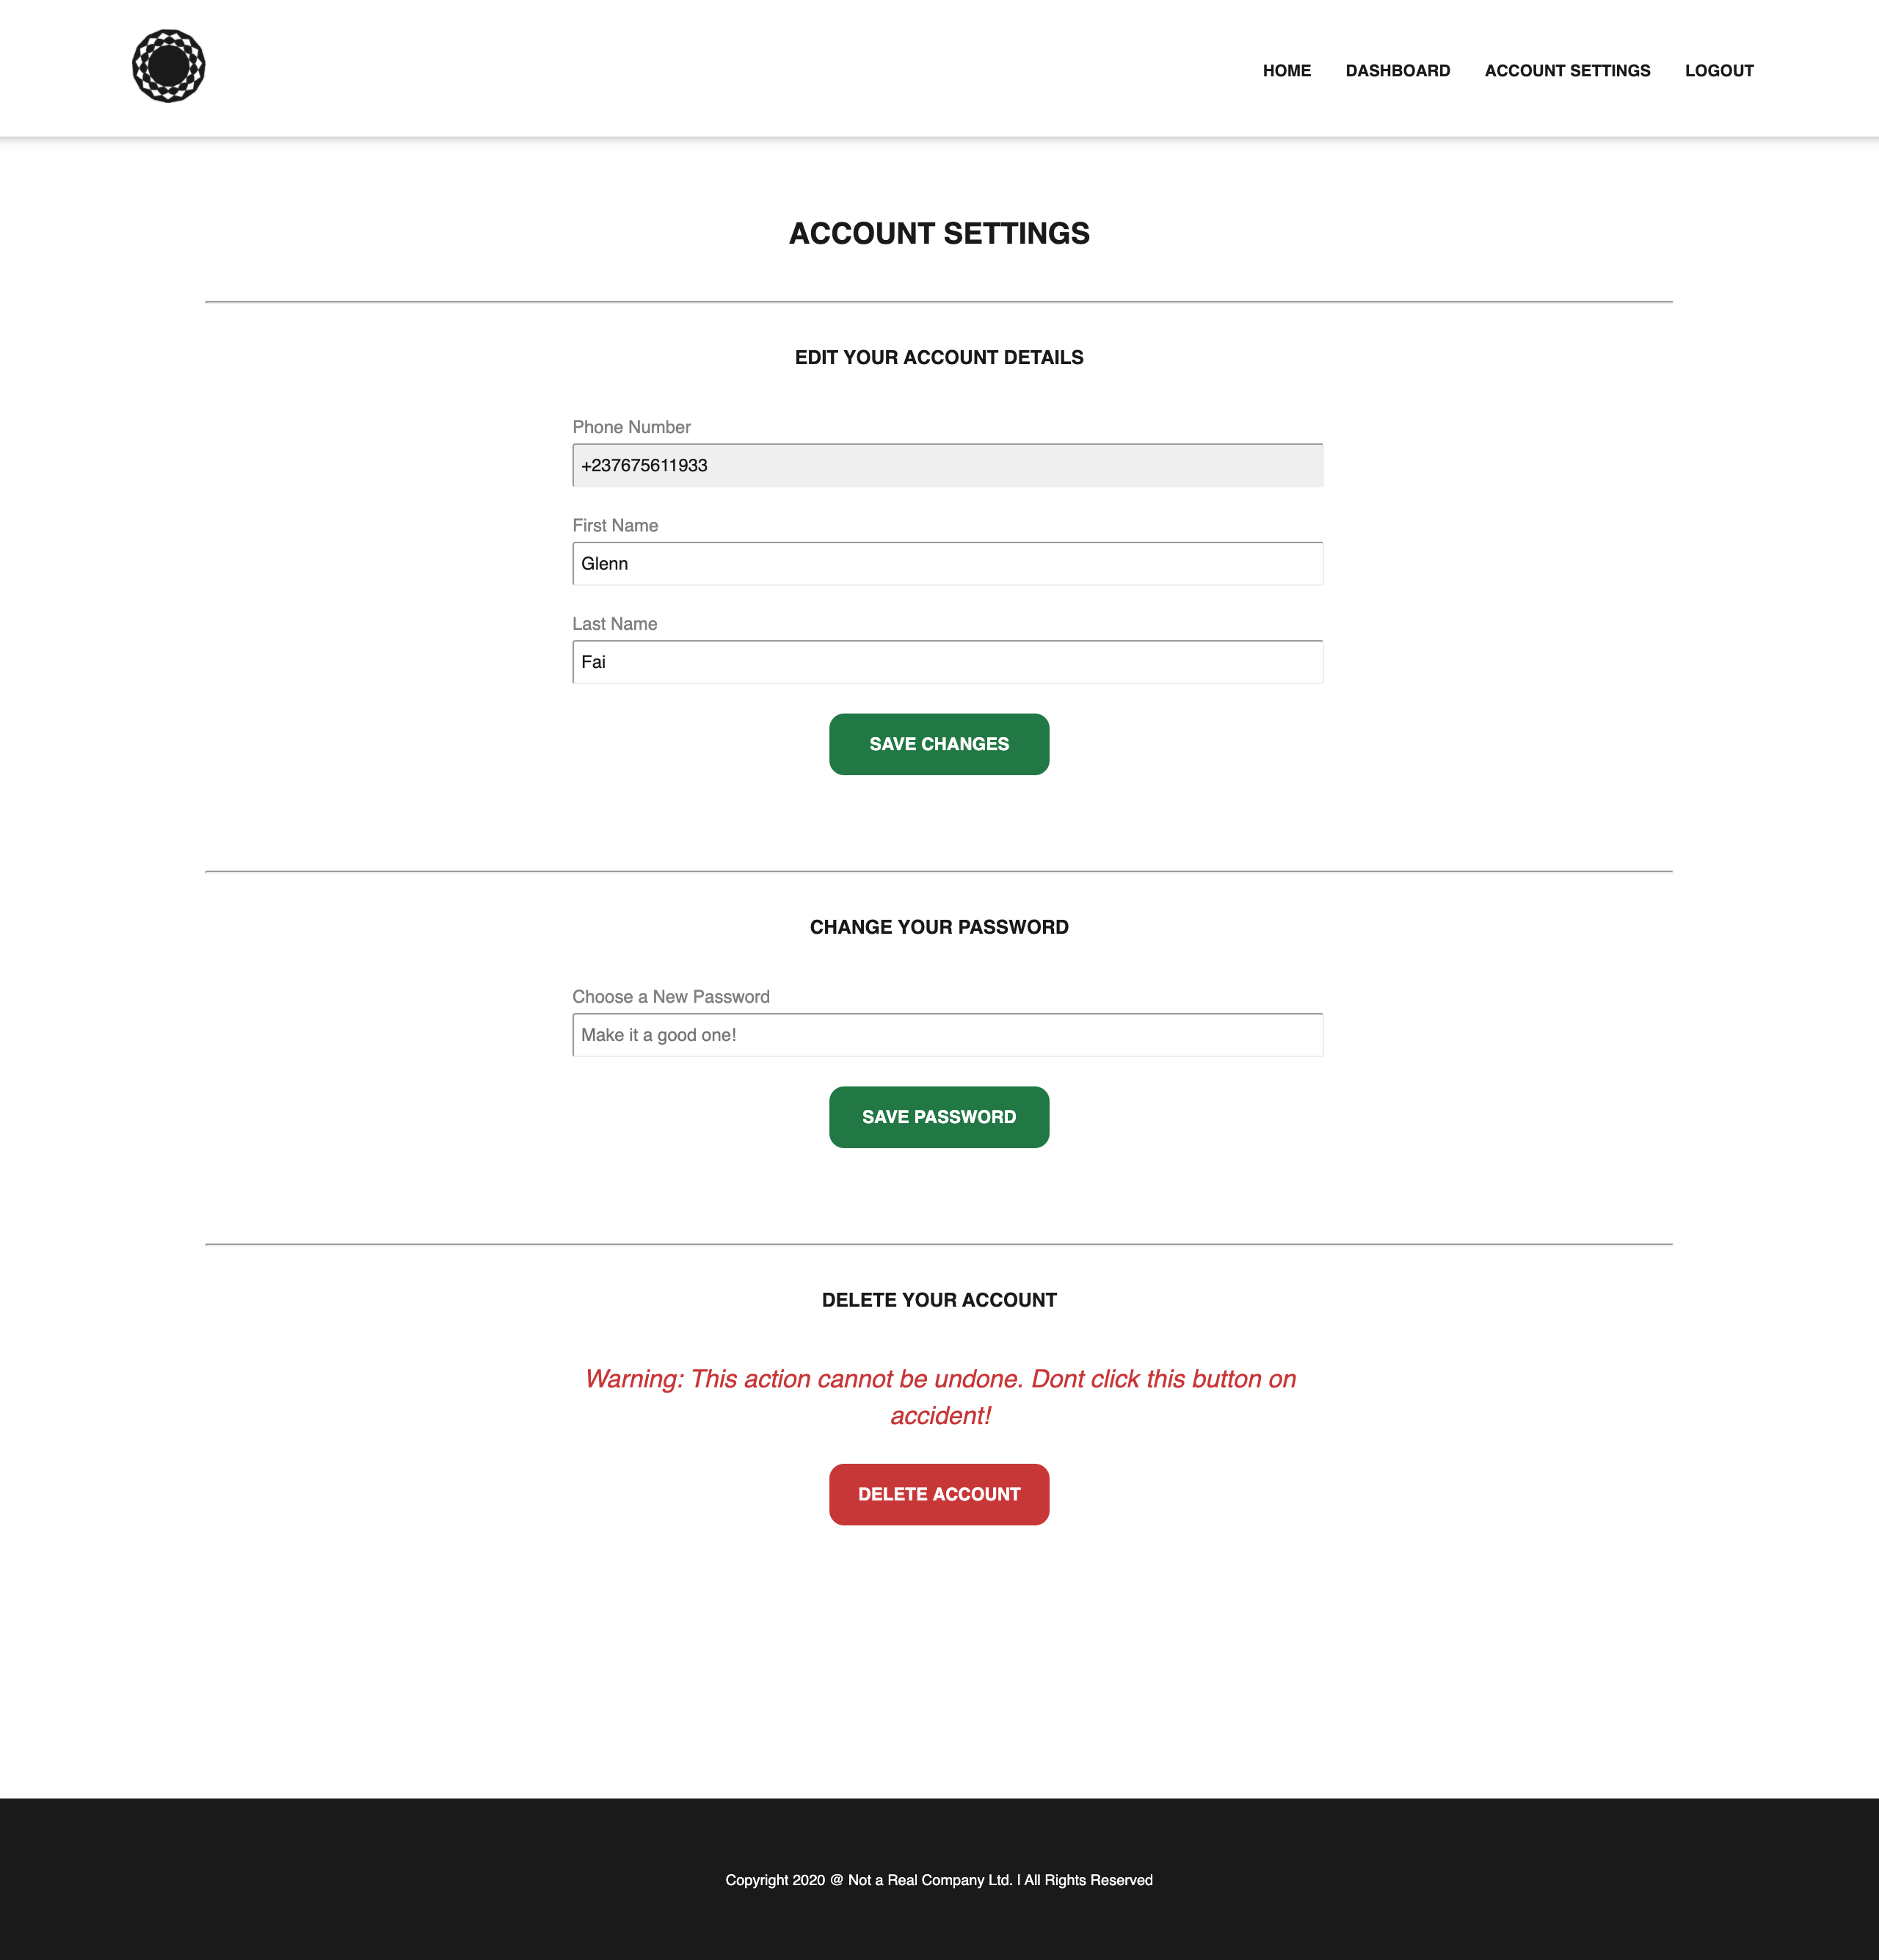 HOME DASHBOARD ACCOUNT SETTINGS LOGOUT
ACCOUNT SETTINGS
EDIT YOUR ACCOUNT DETAILS
Phone Number
+237675611933
First Name
Glenn
Last Name
Fai
SAVE CHANGES
CHANGE YOUR PASSWORD
Choose a New Password
Make it a good one!
SAVE PASSWORD
DELETE YOUR ACCOUNT
Warning: This action cannot be undone. Dont click this button on
accident!
DELETE ACCOUNT
Copyright 2020 @ Not a Real Company Ltd. | All Rights Reserved